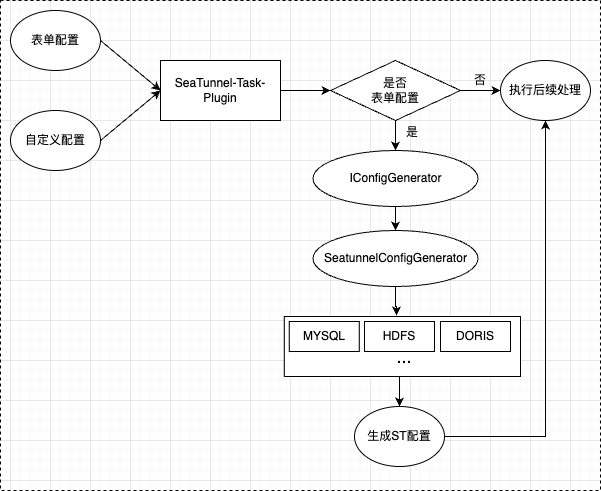 表单配置
自定义配置
SeaTunnel-Task-
Plugin
是否
表单配置
否
执行后续处理
是
IConfigGenerator
SeatunnelConfigGenerator
MYSQL
HDFS
DORIS
...
生成ST配置